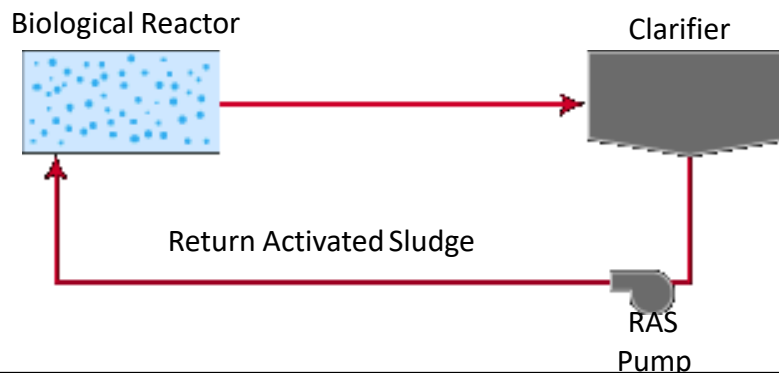 Biological Reactor
Clarifier
Return Activated Sludge
RAS
Pump